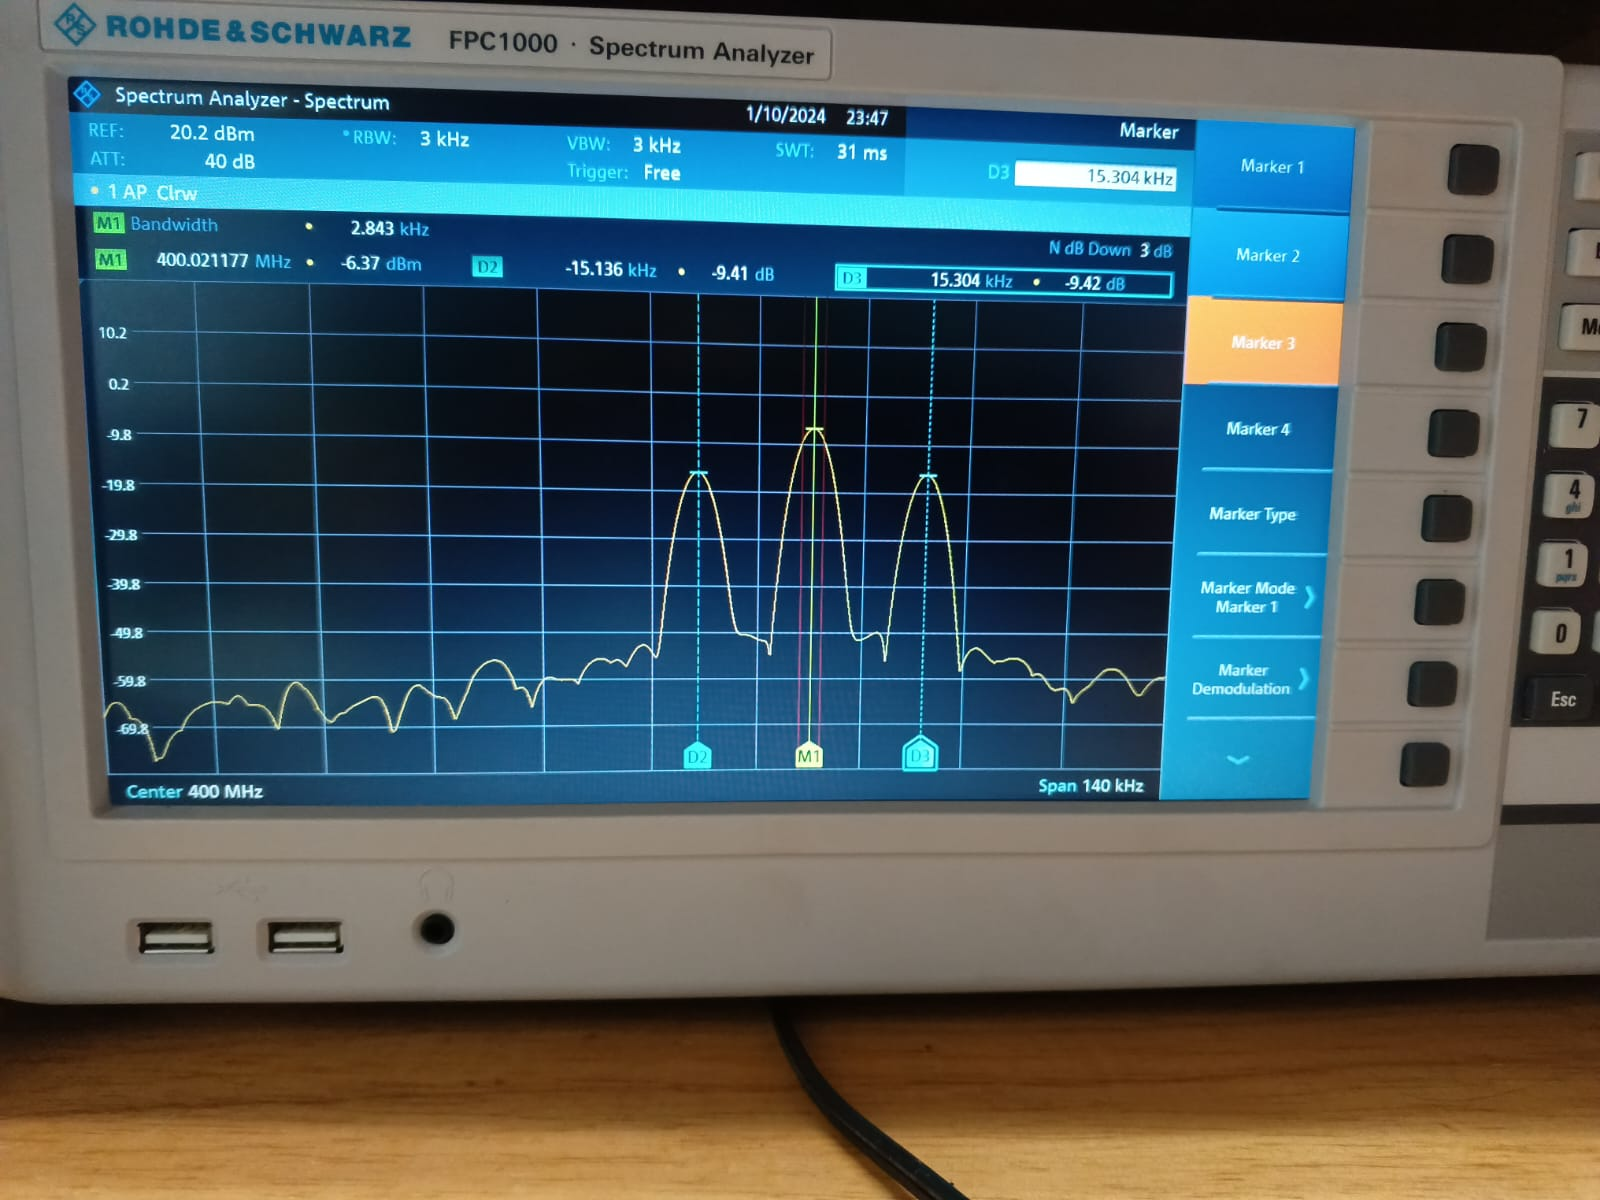 ROHDE&SCHWARZ FPC1000 · Spectrum Analyzer
Spectrum Analyzer - Spectrum 1/10/2024 23:47 Marker
REF: 20.2 dBm RBW: 3 kHz VBW: 3 kHz SWT: 31 ms
ATT: 40 dB Trigger: Free D3 15.304 kHz
1 AP Clrw
M1 Bandwidth 2.843 kHz N dB Down 3 dB
M1 400.021177 MHz -6.37 dBm D2 -15.136 kHz -9.41 dB D3 15.304 kHz -9.42 dB
10.2
0.2
-9.8
-19.8
-29.8
-39.8
-49.8
-59.8
-69.8
D2 M1 D3
Center 400 MHz Span 140 kHz
Marker 1
Marker 2
Marker 3
Marker 4
Marker Type
Marker Mode
Marker 1
Marker
Demodulation
7
4
ghi
1
pqrs
0
Esc